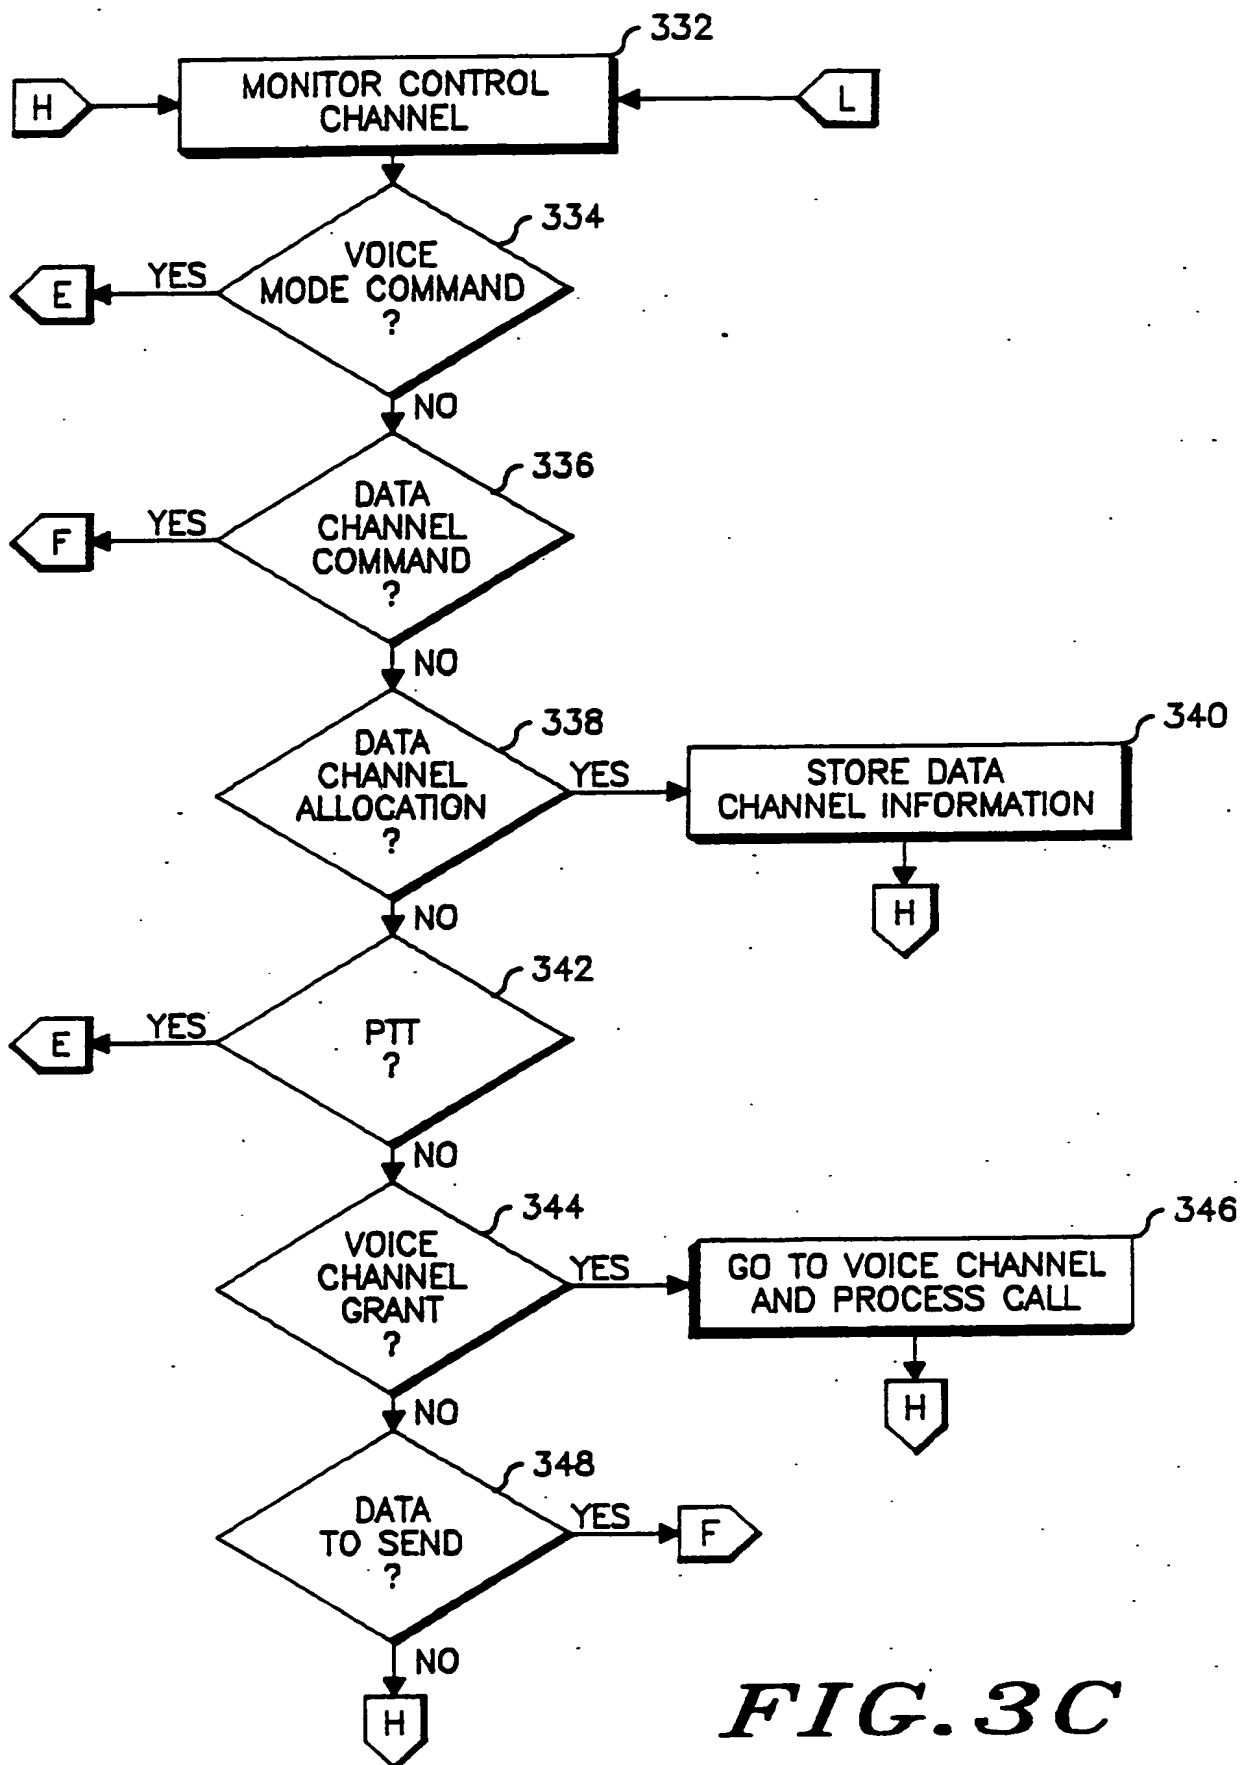 332
H
MONITOR CONTROL
CHANNEL
L
334
VOICE
MODE COMMAND
?
YES
E
NO
336
DATA
CHANNEL
COMMAND
?
YES
F
NO
338
DATA
CHANNEL
ALLOCATION
?
YES
340
STORE DATA
CHANNEL INFORMATION
H
NO
342
PTT
?
YES
E
NO
344
VOICE
CHANNEL
GRANT
?
YES
346
GO TO VOICE CHANNEL
AND PROCESS CALL
H
NO
348
DATA
TO SEND
?
YES
F
NO
H
FIG.3C